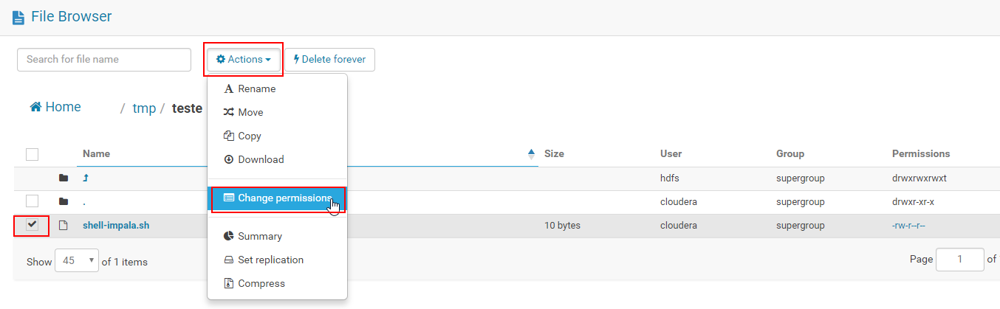 File Browser
Search for file name
Actions
Delete forever
Rename
Home / tmp / teste
Move
Copy
Download
Name Size User Group Permissions
hdfs supergroup drwxrwxrwxt
Change permissions
. cloudera supergroup drwxr-xr-x
shell-impala.sh 10 bytes cloudera supergroup -rw-r--r--
Summary
Show 45 of 1 items
Page 1 of
Set replication
Compress